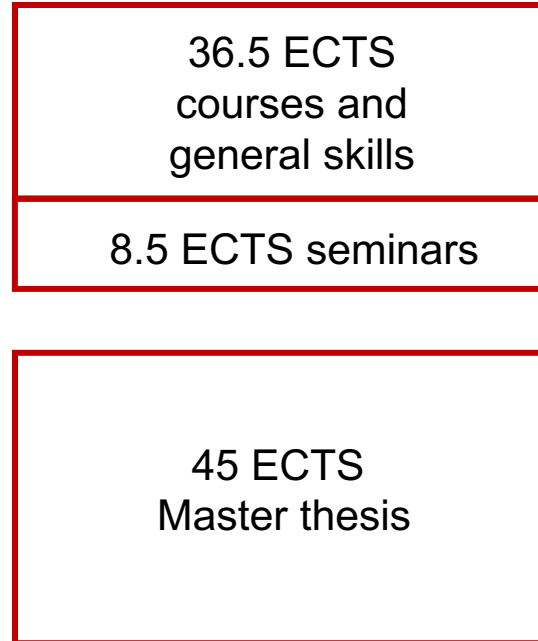 36.5 ECTS
courses and
general skills
8.5 ECTS seminars
45 ECTS
Master thesis